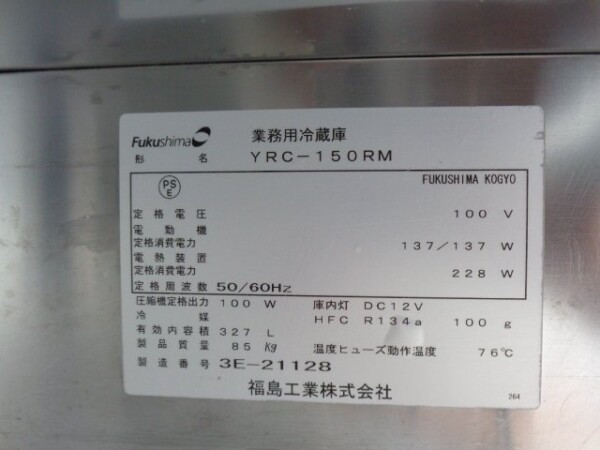 Fukushima 業務用冷蔵庫
形名 YRC-150RM
PS E FUKUSHIMA KOGYO
定格電圧 100 V
電動機
定格消費電力 137/137 W
電熱装置
定格消費電力 228 W
定格周波数 50/60Hz
圧縮機定格出力 100 W 庫内灯 DC12V
冷媒 HFC R134a 100 g
有効内容積 327 L
製品質量 85 Kg 温度ヒューズ動作温度 76℃
製造番号 3E-21128
福島工業株式会社
264